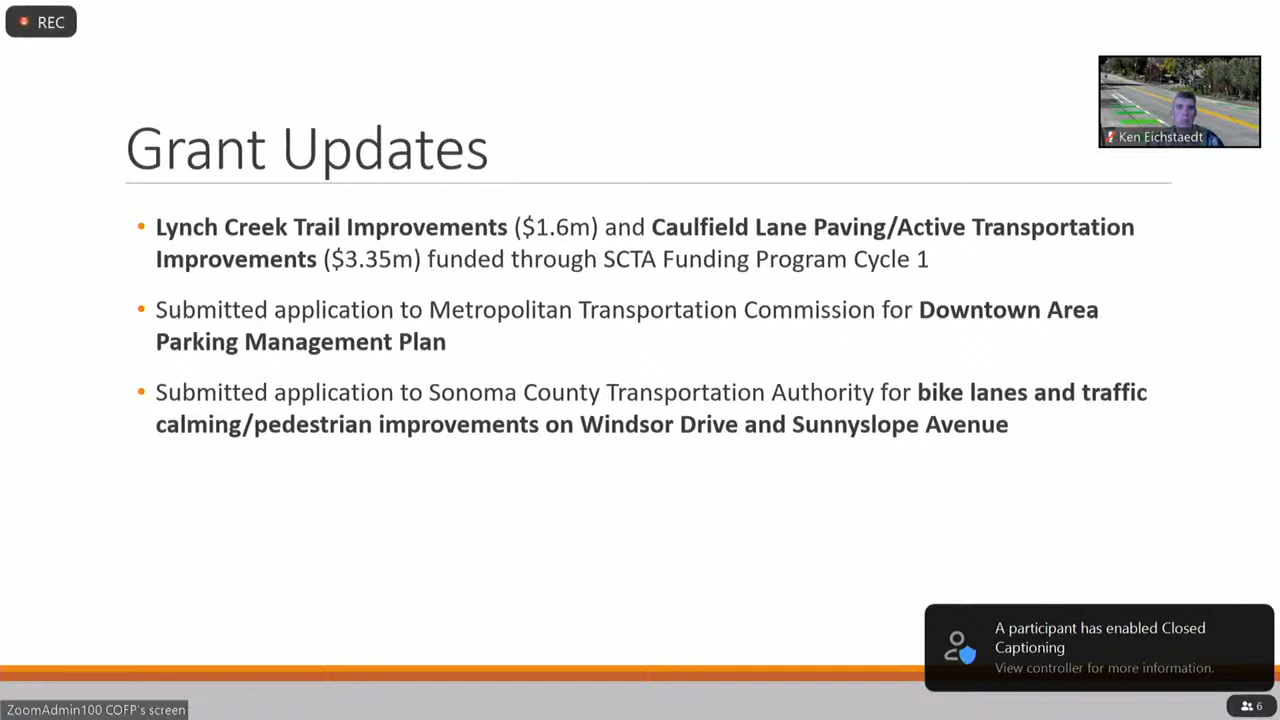 REC
Ken Eichstaedt
Grant Updates
• Lynch Creek Trail Improvements ($1.6m) and Caulfield Lane Paving/Active Transportation
Improvements ($3.35m) funded through SCTA Funding Program Cycle 1
• Submitted application to Metropolitan Transportation Commission for Downtown Area
Parking Management Plan
• Submitted application to Sonoma County Transportation Authority for bike lanes and traffic
calming/pedestrian improvements on Windsor Drive and Sunnyslope Avenue
A participant has enabled Closed
Captioning
View controller for more information.
ZoomAdmin100 COFP's screen
6